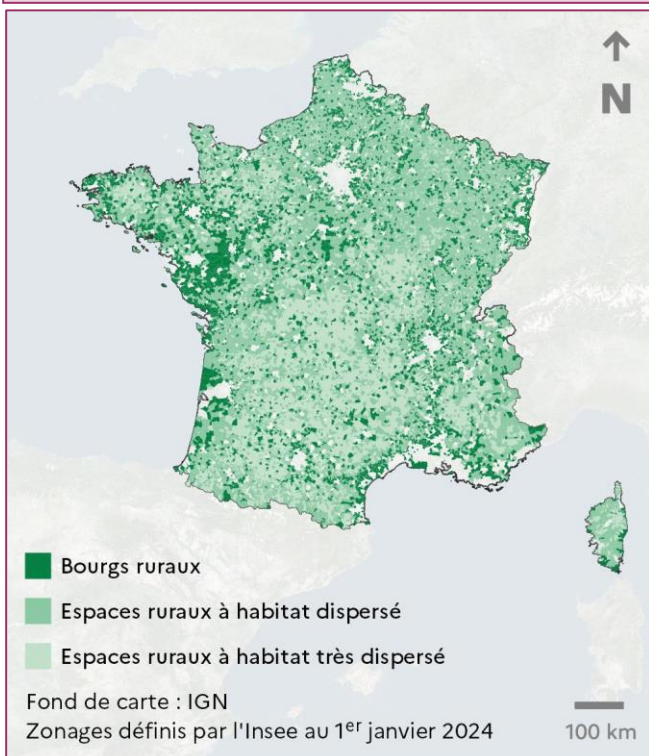 N
Bourgs ruraux
Espaces ruraux à habitat dispersé
Espaces ruraux à habitat très dispersé
Fond de carte : IGN
Zonages définis par l'Insee au 1er janvier 2024
100 km